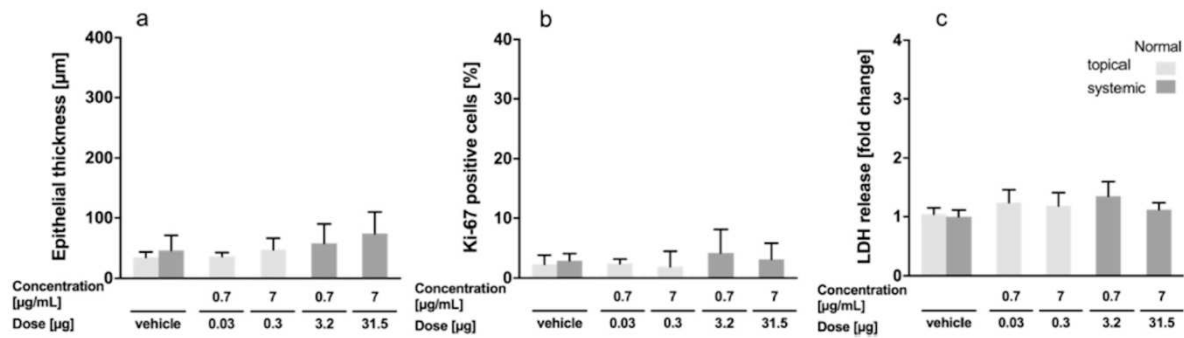 a
Epithelial thickness [µm]
400
300
200
100
0
Concentration [µg/mL]
0.7 7 0.7 7
Dose [µg]
vehicle 0.03 0.3 3.2 31.5
b
Ki-67 positive cells [%]
40
30
20
10
0
Concentration [µg/mL]
0.7 7 0.7 7
Dose [µg]
vehicle 0.03 0.3 3.2 31.5
c
LDH release [fold change]
4
3
2
1
0
Normal
topical
systemic
Concentration [µg/mL]
0.7 7 0.7 7
Dose [µg]
vehicle 0.03 0.3 3.2 31.5